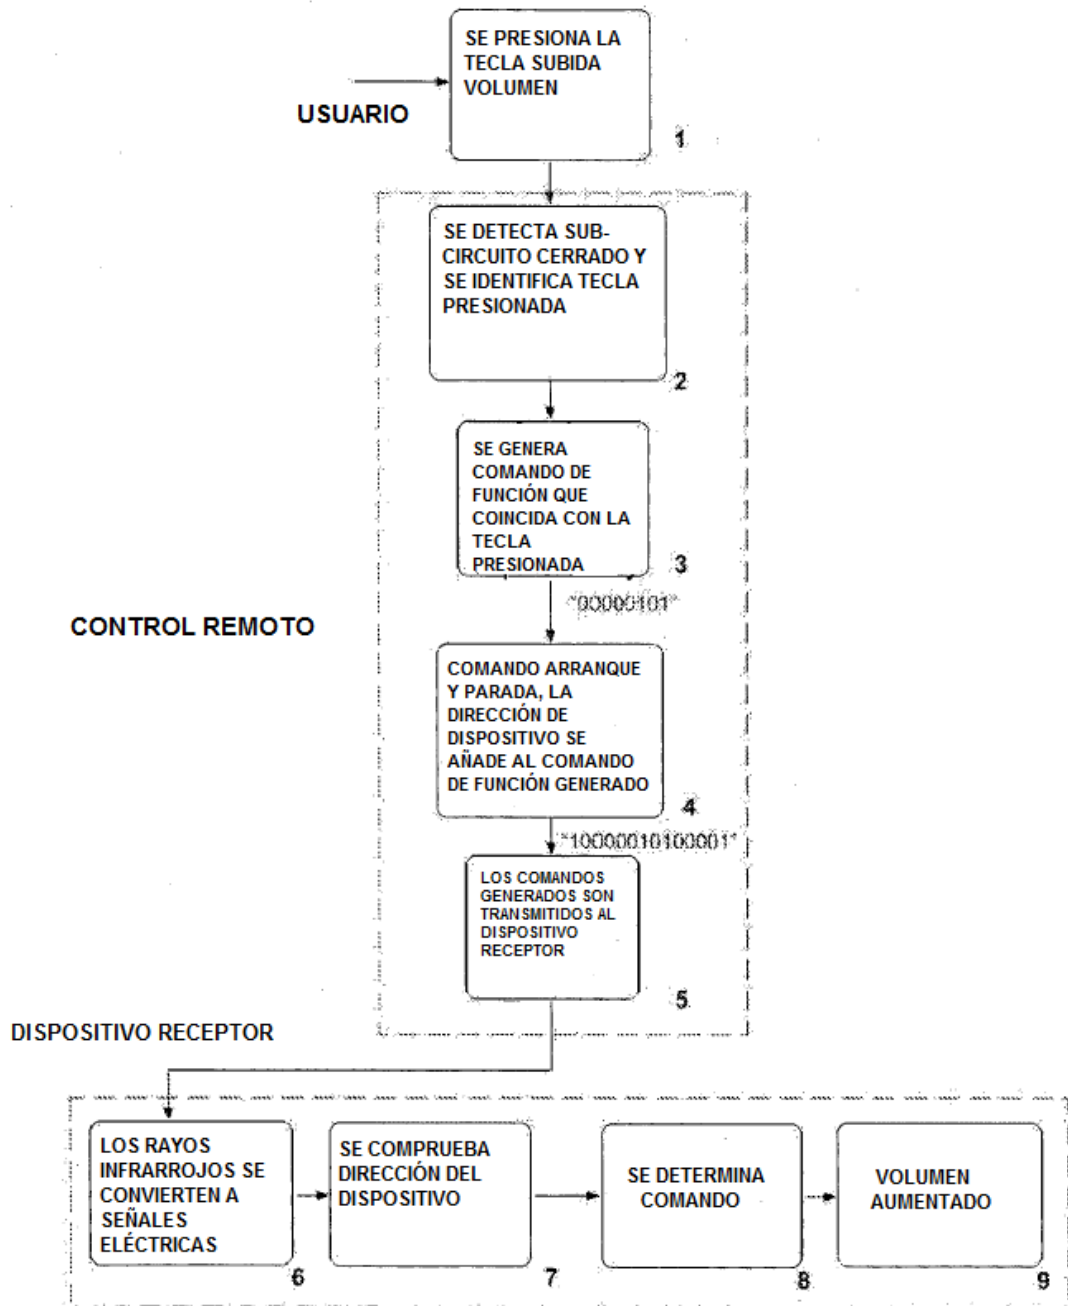 SE PRESIONA LA
TECLA SUBIDA
VOLUMEN
USUARIO
1
SE DETECTA SUB-
CIRCUITO CERRADO Y
SE IDENTIFICA TECLA
PRESIONADA
2
SE GENERA
COMANDO DE
FUNCIÓN QUE
COINCIDA CON LA
TECLA
PRESIONADA
3
"00000101"
CONTROL REMOTO
COMANDO ARRANQUE
Y PARADA, LA
DIRECCIÓN DE
DISPOSITIVO SE
AÑADE AL COMANDO
DE FUNCIÓN GENERADO
4
"10000010100001"
LOS COMANDOS
GENERADOS SON
TRANSMITIDOS AL
DISPOSITIVO
RECEPTOR
5
DISPOSITIVO RECEPTOR
LOS RAYOS
INFRARROJOS SE
CONVIERTEN A
SEÑALES
ELÉCTRICAS
6
SE COMPRUEBA
DIRECCIÓN DEL
DISPOSITIVO
7
SE DETERMINA
COMANDO
8
VOLUMEN
AUMENTADO
9